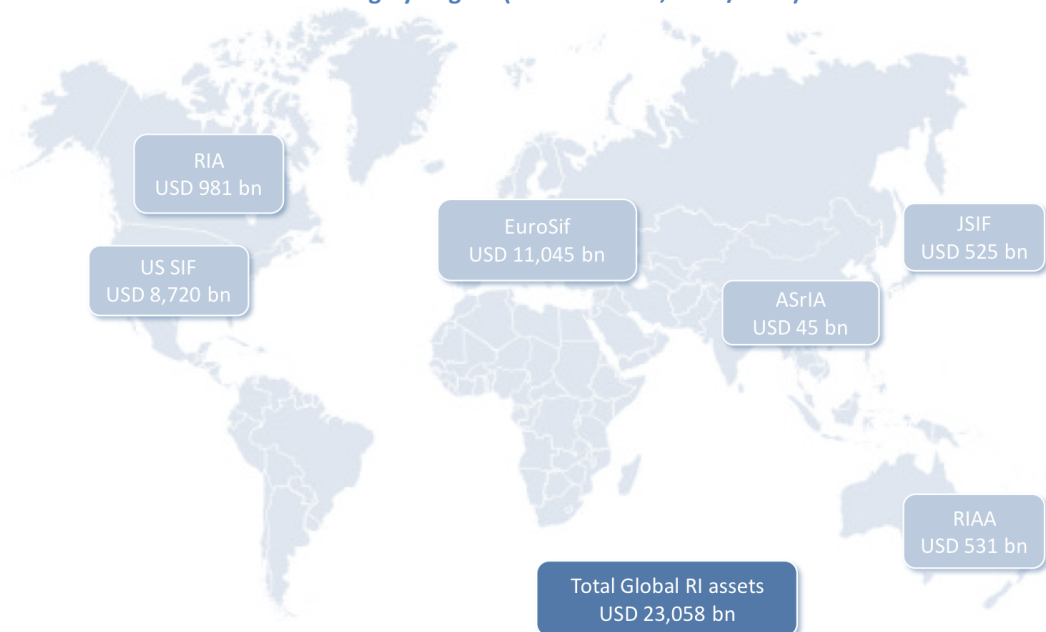 RIA
USD 981 bn
US SIF
USD 8,720 bn
EuroSif
USD 11,045 bn
JSIF
USD 525 bn
ASrIA
USD 45 bn
RIAA
USD 531 bn
Total Global RI assets
USD 23,058 bn